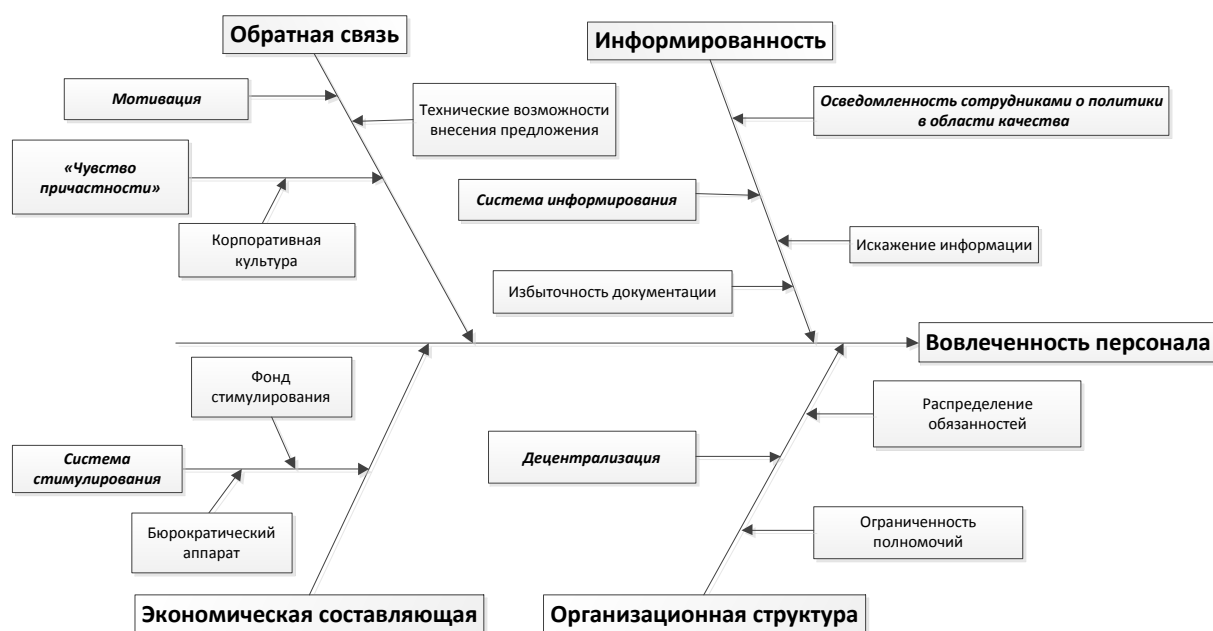 Обратная связь
Информированность
Мотивация
Технические возможности
внесения предложения
Осведомленность сотрудниками о политики
в области качества
«Чувство
причастности»
Система информирования
Корпоративная
культура
Искажение информации
Избыточность документации
Вовлеченность персонала
Фонд
стимулирования
Распределение
обязанностей
Система
стимулирования
Децентрализация
Бюрократический
аппарат
Ограниченность
полномочий
Экономическая составляющая
Организационная структура